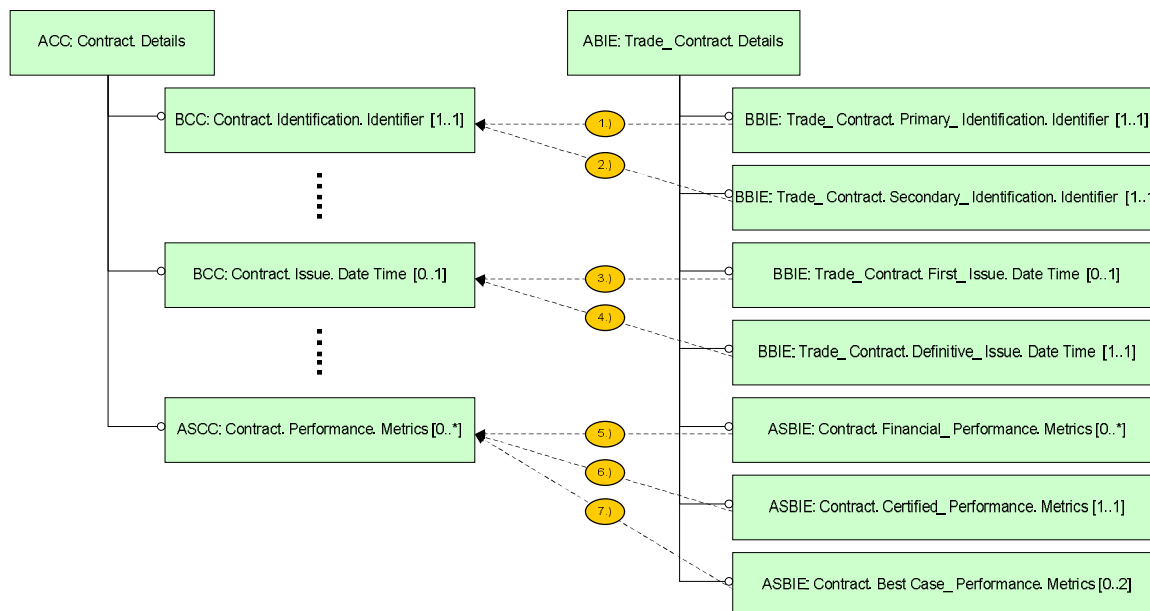 ACC: Contract. Details
ABIE: Trade_ Contract. Details
BCC: Contract. Identification. Identifier [1..1]
1.)
BBIE: Trade_ Contract. Primary_ Identification. Identifier [1..1]
2.)
BBIE: Trade_ Contract. Secondary_ Identification. Identifier [1..1
BCC: Contract. Issue. Date Time [0..1]
3.)
BBIE: Trade_ Contract. First_ Issue. Date Time [0..1]
4.)
BBIE: Trade_ Contract. Definitive_ Issue. Date Time [1..1]
ASCC: Contract. Performance. Metrics [0..*]
5.)
ASBIE: Contract. Financial_ Performance. Metrics [0..*]
6.)
ASBIE: Contract. Certified_ Performance. Metrics [1..1]
7.)
ASBIE: Contract. Best Case_ Performance. Metrics [0..2]